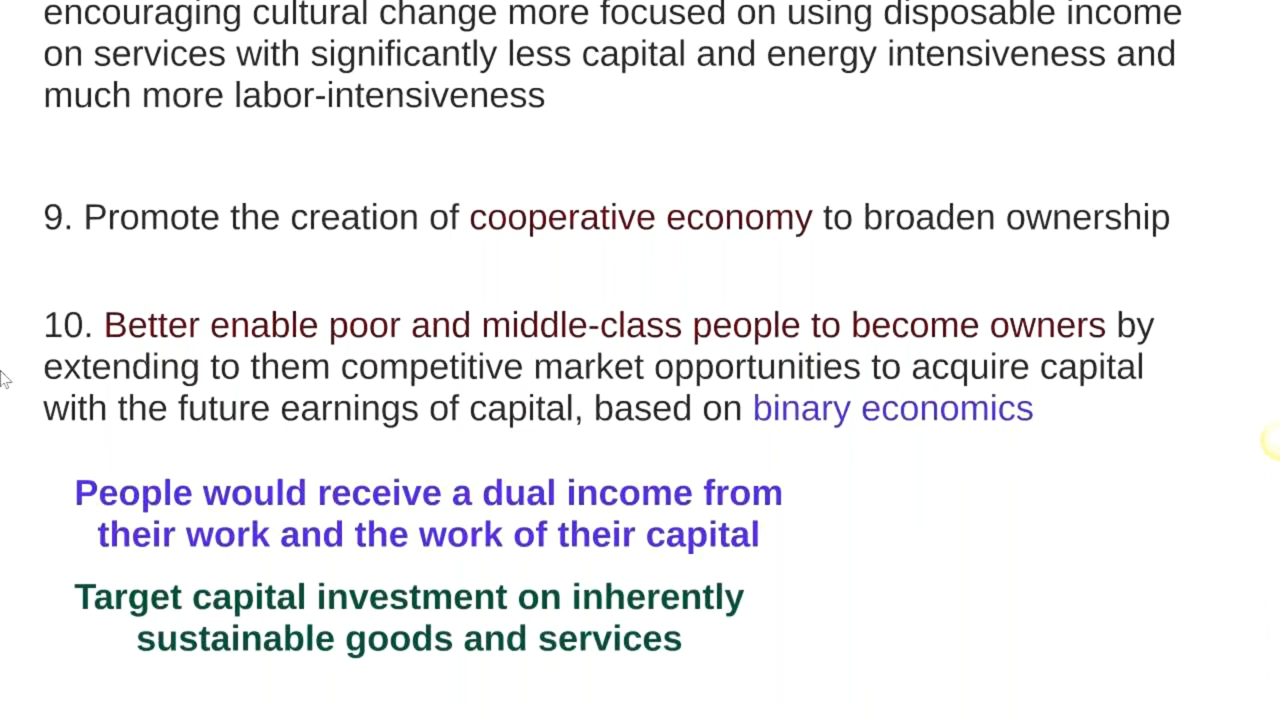 encouraging cultural change more focused on using disposable income
on services with significantly less capital and energy intensiveness and
much more labor-intensiveness
9. Promote the creation of cooperative economy to broaden ownership
10. Better enable poor and middle-class people to become owners by
extending to them competitive market opportunities to acquire capital
with the future earnings of capital, based on binary economics
People would receive a dual income from
their work and the work of their capital
Target capital investment on inherently
sustainable goods and services